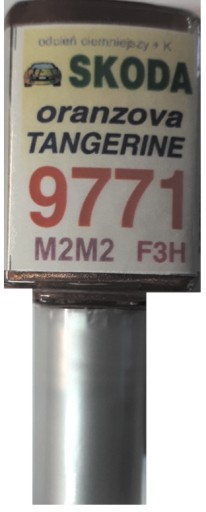 odcień ciemniejszy + K
SKODA
oranzova
TANGERINE
9771
M2M2 F3H